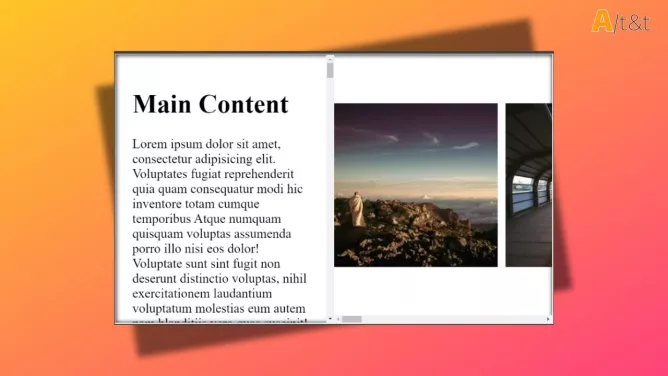 A/t&t
Main Content
Lorem ipsum dolor sit amet,
consectetur adipisicing elit.
Voluptates fugiat reprehenderit
quia quam consequatur modi hic
inventore totam cumque
temporibus Atque numquam
quisquam voluptas assumenda
porro illo nisi eos dolor!
Voluptate sunt sint fugit non
deserunt distinctio voluptas, nihil
exercitationem laudantium
voluptatum molestias eum autem